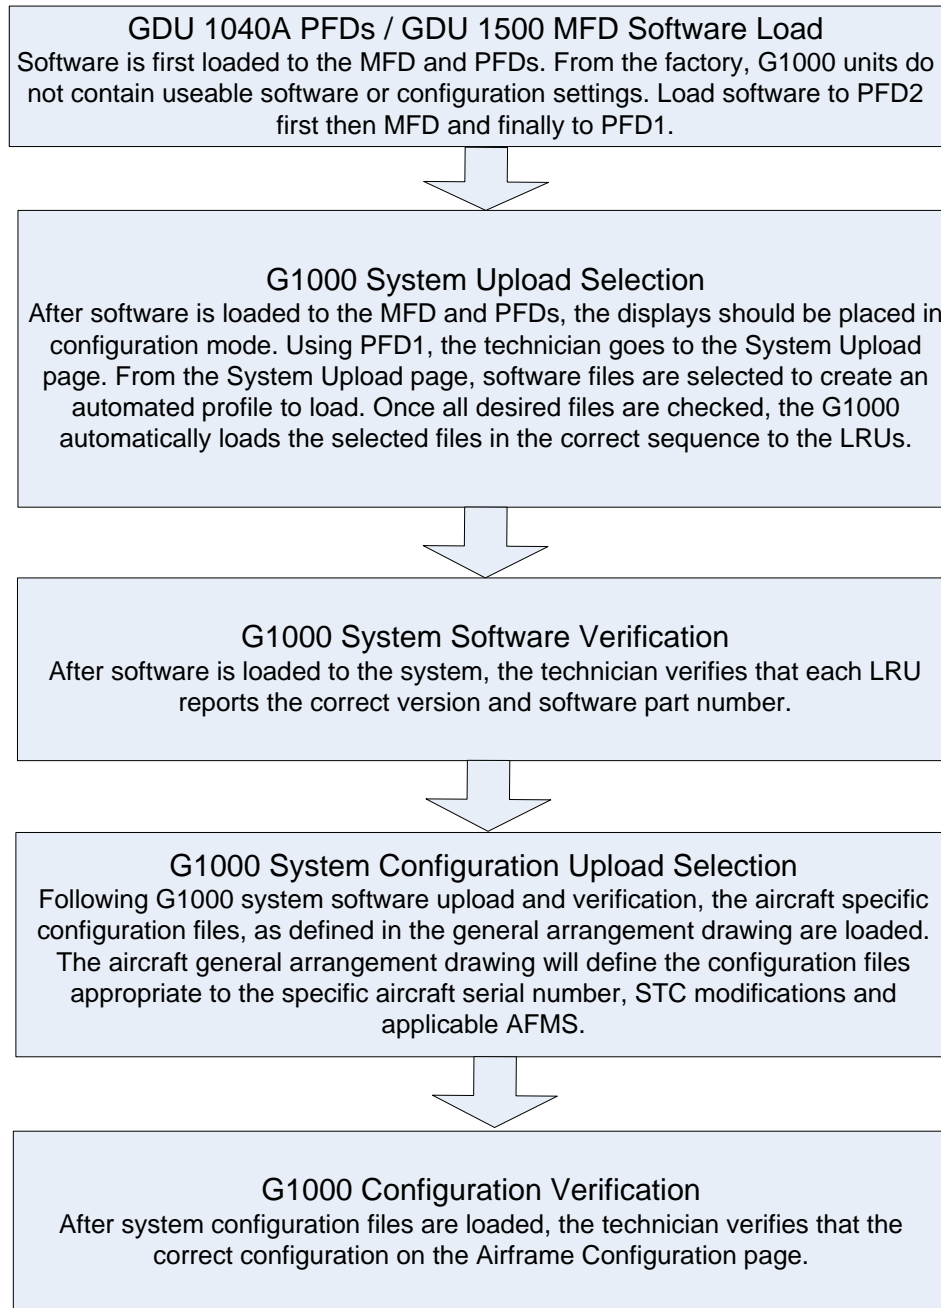 GDU 1040A PFDs / GDU 1500 MFD Software Load
Software is first loaded to the MFD and PFDs. From the factory, G1000 units do
not contain useable software or configuration settings. Load software to PFD2
first then MFD and finally to PFD1.
G1000 System Upload Selection
After software is loaded to the MFD and PFDs, the displays should be placed in
configuration mode. Using PFD1, the technician goes to the System Upload
page. From the System Upload page, software files are selected to create an
automated profile to load. Once all desired files are checked, the G1000
automatically loads the selected files in the correct sequence to the LRUs.
G1000 System Software Verification
After software is loaded to the system, the technician verifies that each LRU
reports the correct version and software part number.
G1000 System Configuration Upload Selection
Following G1000 system software upload and verification, the aircraft specific
configuration files, as defined in the general arrangement drawing are loaded.
The aircraft general arrangement drawing will define the configuration files
appropriate to the specific aircraft serial number, STC modifications and
applicable AFMS.
G1000 Configuration Verification
After system configuration files are loaded, the technician verifies that the
correct configuration on the Airframe Configuration page.